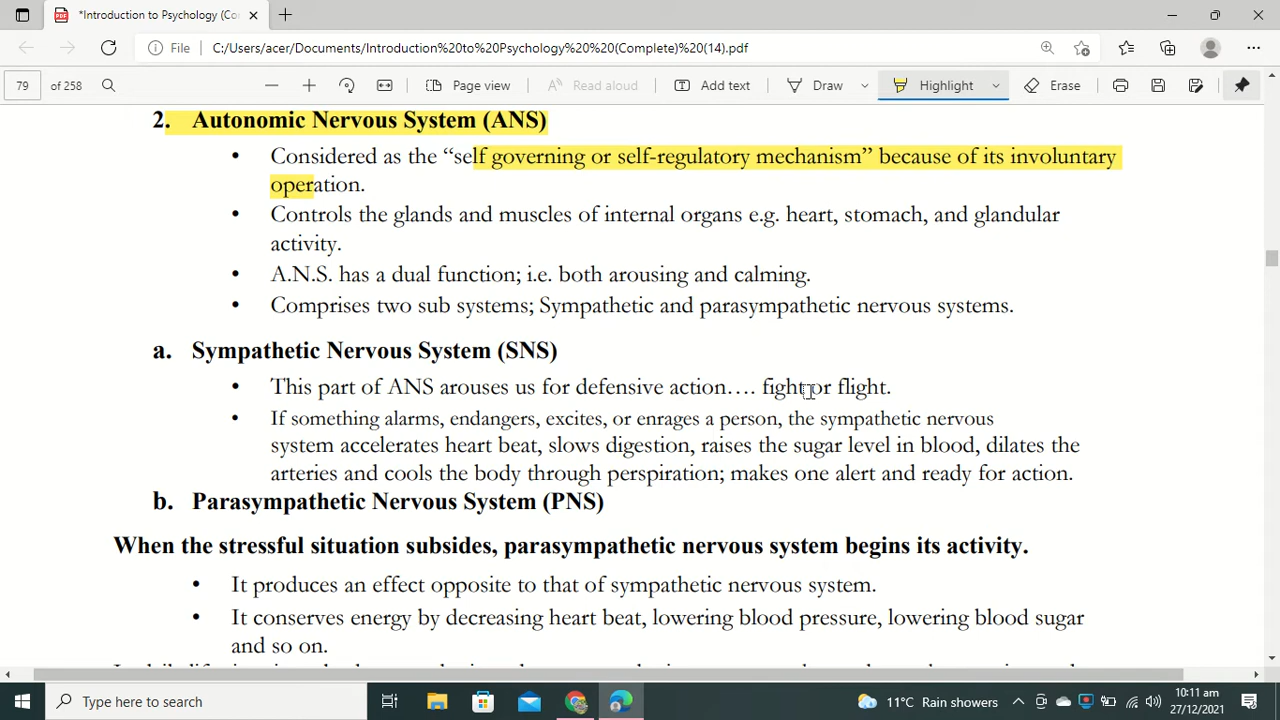 *Introduction to Psychology (Co
File C:/Users/acer/Documents/Introduction%20to%20Psychology%20%20(Complete)%20(14).pdf
79 of 258 Page view Read aloud Add text Draw Highlight Erase
2. Autonomic Nervous System (ANS)
• Considered as the “self governing or self-regulatory mechanism” because of its involuntary
operation.
• Controls the glands and muscles of internal organs e.g. heart, stomach, and glandular
activity.
• A.N.S. has a dual function; i.e. both arousing and calming.
• Comprises two sub systems; Sympathetic and parasympathetic nervous systems.
a. Sympathetic Nervous System (SNS)
• This part of ANS arouses us for defensive action…. fight or flight.
• If something alarms, endangers, excites, or enrages a person, the sympathetic nervous
system accelerates heart beat, slows digestion, raises the sugar level in blood, dilates the
arteries and cools the body through perspiration; makes one alert and ready for action.
b. Parasympathetic Nervous System (PNS)
When the stressful situation subsides, parasympathetic nervous system begins its activity.
• It produces an effect opposite to that of sympathetic nervous system.
• It conserves energy by decreasing heart beat, lowering blood pressure, lowering blood sugar
and so on.
Type here to search 11°C Rain showers 10:11 am
27/12/2021